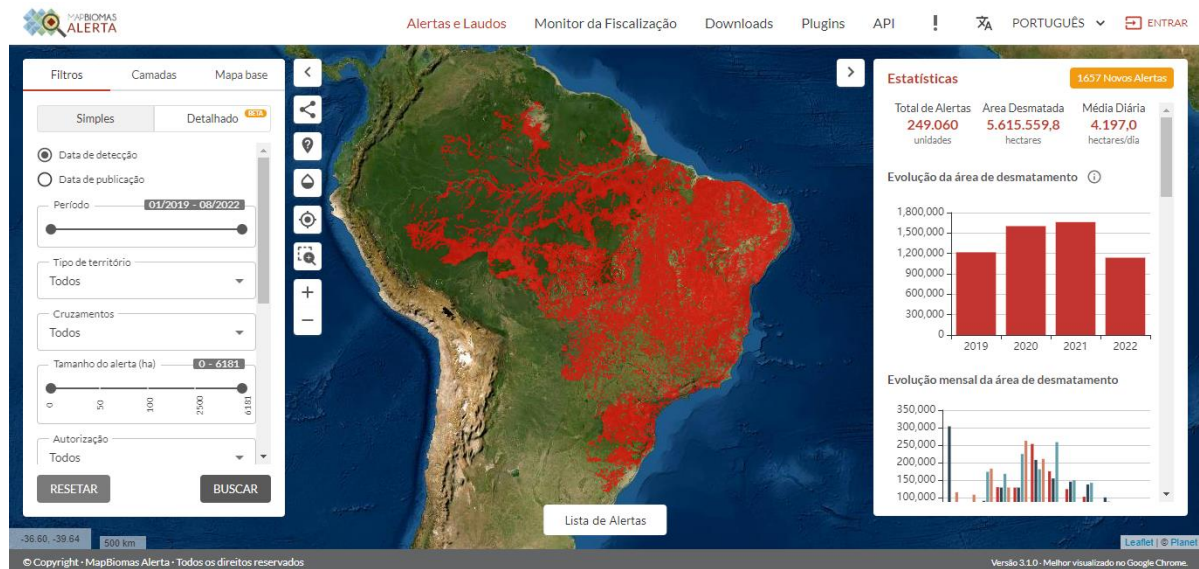 MAPBIOMAS
ALERTA
Alertas e Laudos
Monitor da Fiscalização
Downloads
Plugins
API
PORTUGUÊS
ENTRAR
Filtros
Camadas
Mapa base
Simples
Detalhado BETA
Data de detecção
Data de publicação
Período 01/2019 - 08/2022
Tipo de território
Todos
Cruzamentos
Todos
Tamanho do alerta (ha) 0 - 6181
0 50 100 2500 6181
Autorização
Todos
RESETAR
BUSCAR
-36.60, -39.64
500 km
Lista de Alertas
Estatísticas
1657 Novos Alertas
Total de Alertas
249.060
unidades
Area Desmatada
5.615.559,8
hectares
Média Diária
4.197,0
hectares/dia
Evolução da área de desmatamento
1,800,000
1,500,000
1,200,000
900,000
600,000
300,000
0
2019 2020 2021 2022
Evolução mensal da área de desmatamento
350,000
300,000
250,000
200,000
150,000
100,000
Leaflet | © Planet
© Copyright · MapBiomas Alerta · Todos os direitos reservados
Versão 3.1.0 - Melhor visualizado no Google Chrome.